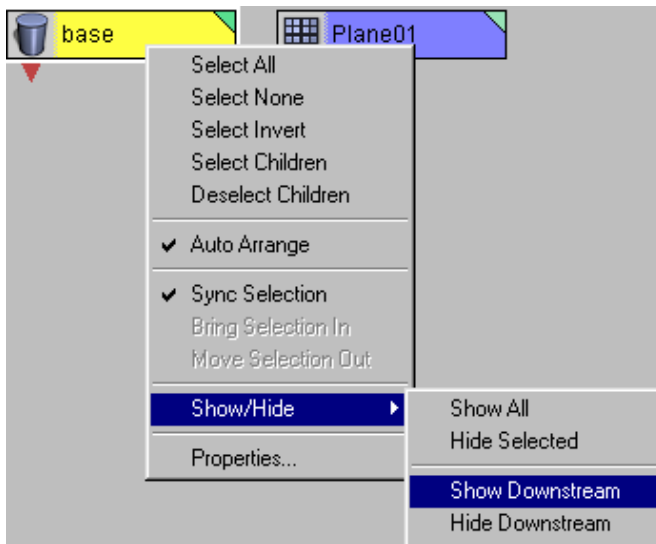 base
Plane01
Select All
Select None
Select Invert
Select Children
Deselect Children
Auto Arrange
Sync Selection
Bring Selection In
Move Selection Out
Show/Hide
Properties...
Show All
Hide Selected
Show Downstream
Hide Downstream